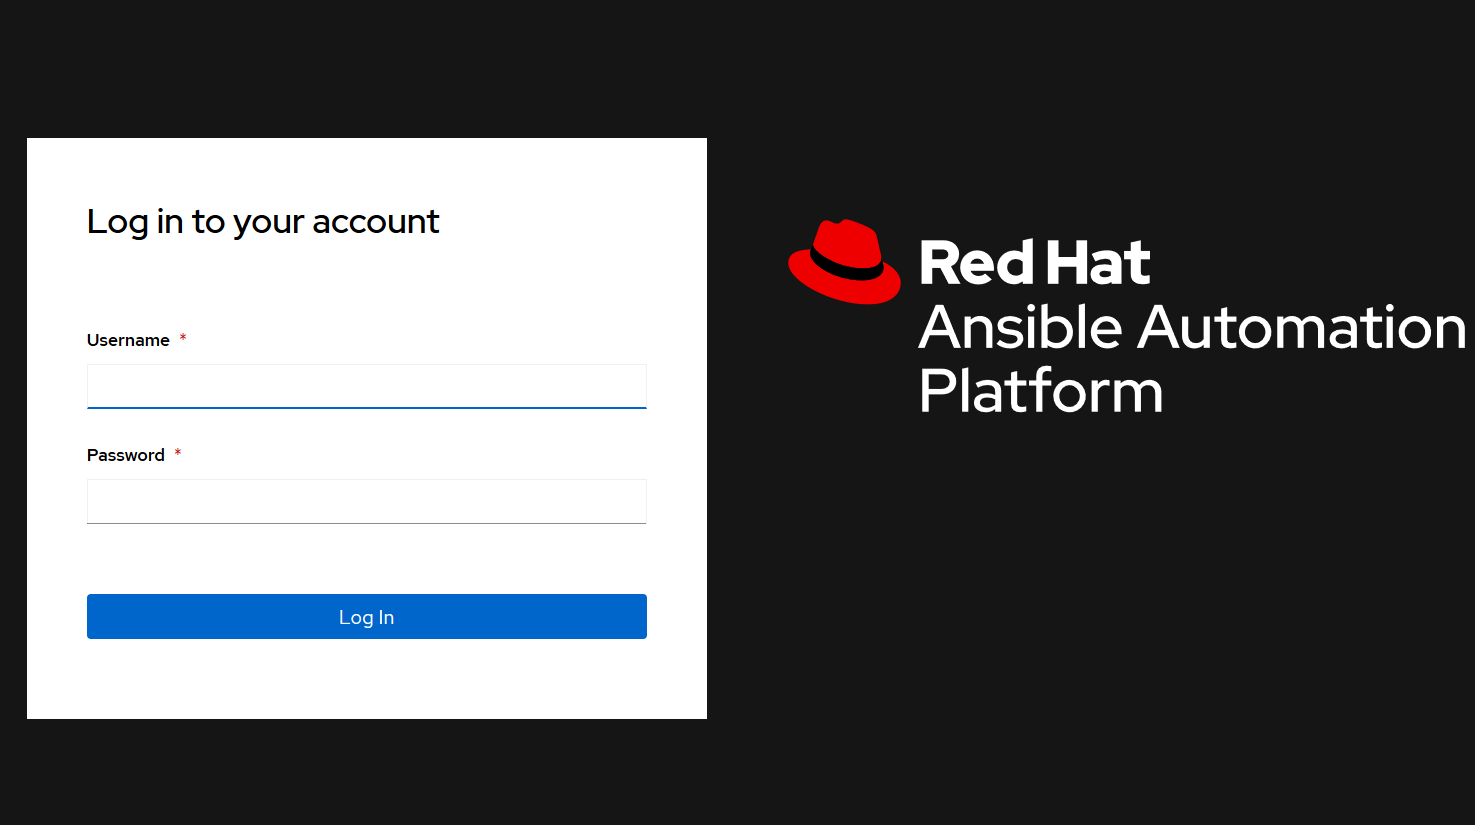 Log in to your account
Username *
Password *
Log In
Red Hat
Ansible Automation
Platform